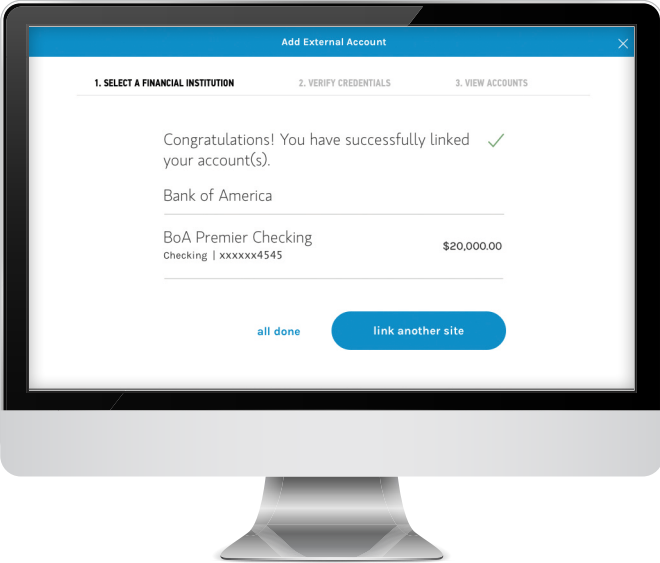 Add External Account
1. SELECT A FINANCIAL INSTITUTION 2. VERIFY CREDENTIALS 3. VIEW ACCOUNTS
Congratulations! You have successfully linked
your account(s).
Bank of America
BoA Premier Checking
$20,000.00
Checking | xxxxxx4545
all done link another site